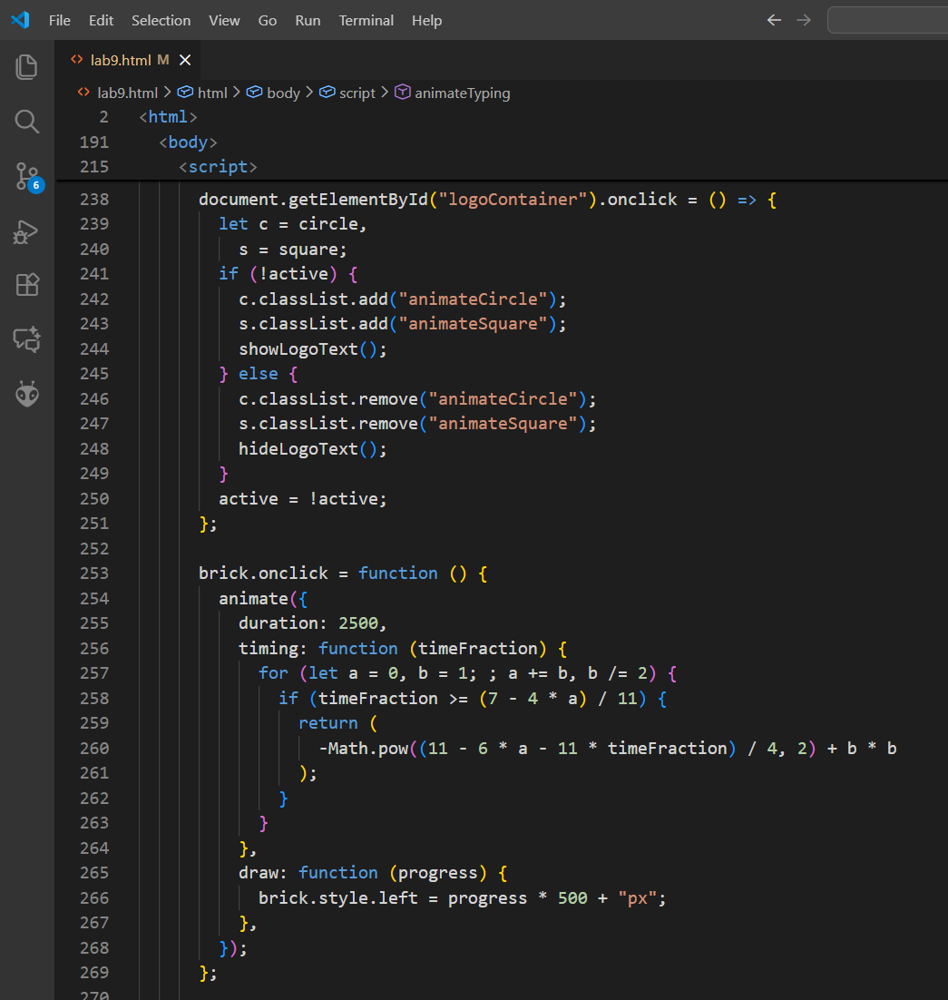 File Edit Selection View Go Run Terminal Help
lab9.html M
lab9.html > html > body > script > animateTyping
2 <html>
191 <body>
215 <script>
238 document.getElementById("logoContainer").onclick = () => {
239 let c = circle,
240 s = square;
241 if (!active) {
242 c.classList.add("animateCircle");
243 s.classList.add("animateSquare");
244 showLogoText();
245 } else {
246 c.classList.remove("animateCircle");
247 s.classList.remove("animateSquare");
248 hideLogoText();
249 }
250 active = !active;
251 };
252
253 brick.onclick = function () {
254 animate({
255 duration: 2500,
256 timing: function (timeFraction) {
257 for (let a = 0, b = 1; ; a += b, b /= 2) {
258 if (timeFraction >= (7 - 4 * a) / 11) {
259 return (
260 -Math.pow((11 - 6 * a - 11 * timeFraction) / 4, 2) + b * b
261 );
262 }
263 }
264 },
265 draw: function (progress) {
266 brick.style.left = progress * 500 + "px";
267 },
268 });
269 };
270
6